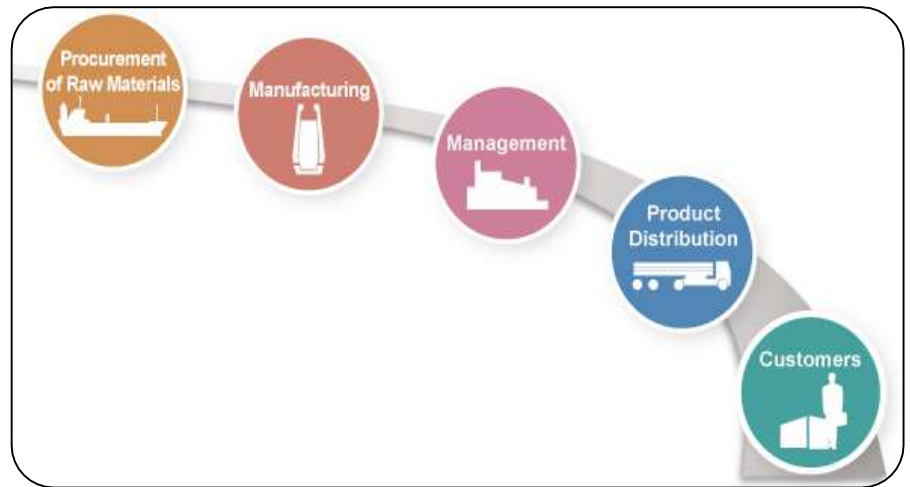 Procurement
of Raw Materials
Manufacturing
Management
Product
Distribution
Customers